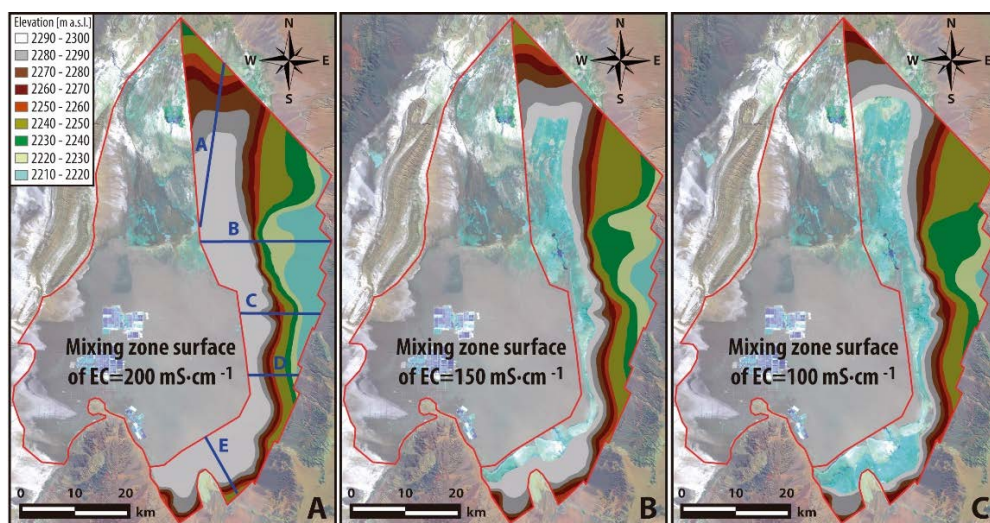 Elevation [m a.s.l.]
2290 - 2300
2280 - 2290
2270 - 2280
2260 - 2270
2250 - 2260
2240 - 2250
2230 - 2240
2220 - 2230
2210 - 2220
N
W E
S
A
B
C
D
E
Mixing zone surface
of EC=200 mS·cm -1
0 10 20
km
A
N
W E
S
Mixing zone surface
of EC=150 mS·cm -1
0 10 20
km
B
N
W E
S
Mixing zone surface
of EC=100 mS·cm -1
0 10 20
km
C